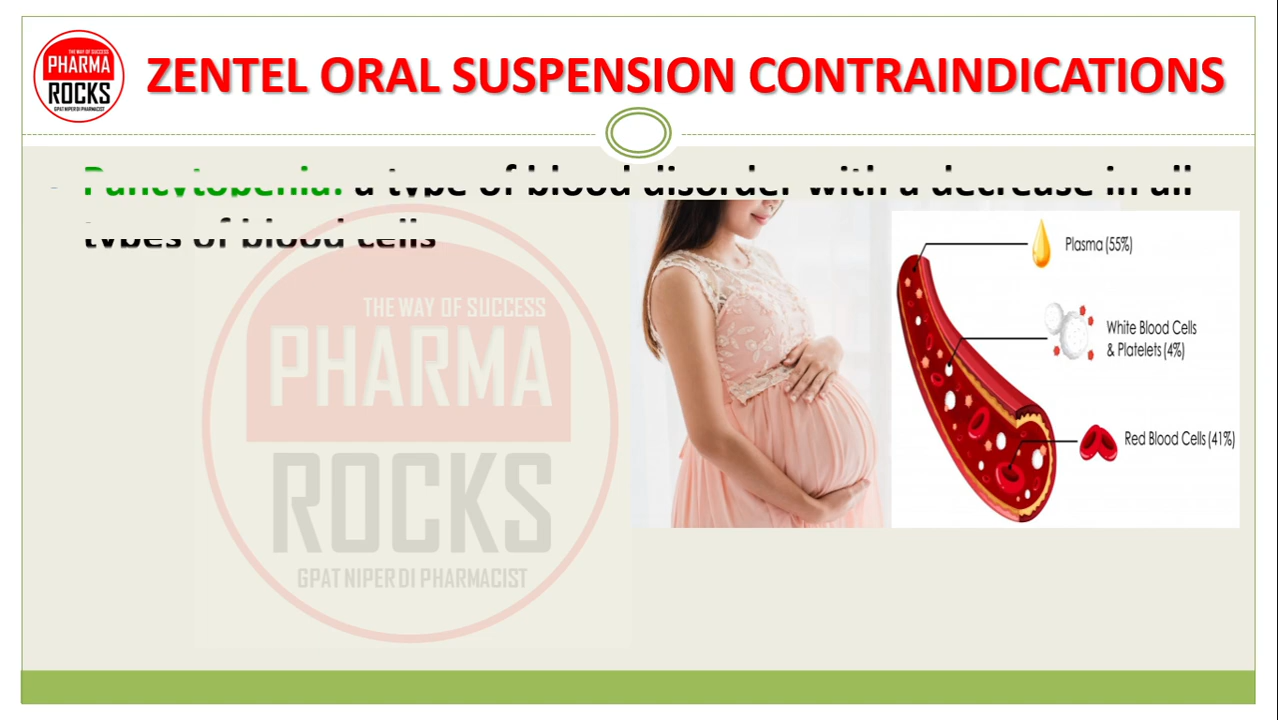 THE WAY OF SUCCESS
PHARMA
ROCKS
GPAT NIPER DI PHARMACIST
ZENTEL ORAL SUSPENSION CONTRAINDICATIONS
Pancytopenia: a type of blood disorder with a decrease in all
types of blood cells
THE WAY OF SUCCESS
PHARMA
ROCKS
GPAT NIPER DI PHARMACIST
Plasma (55%)
White Blood Cells
& Platelets (4%)
Red Blood Cells (41%)